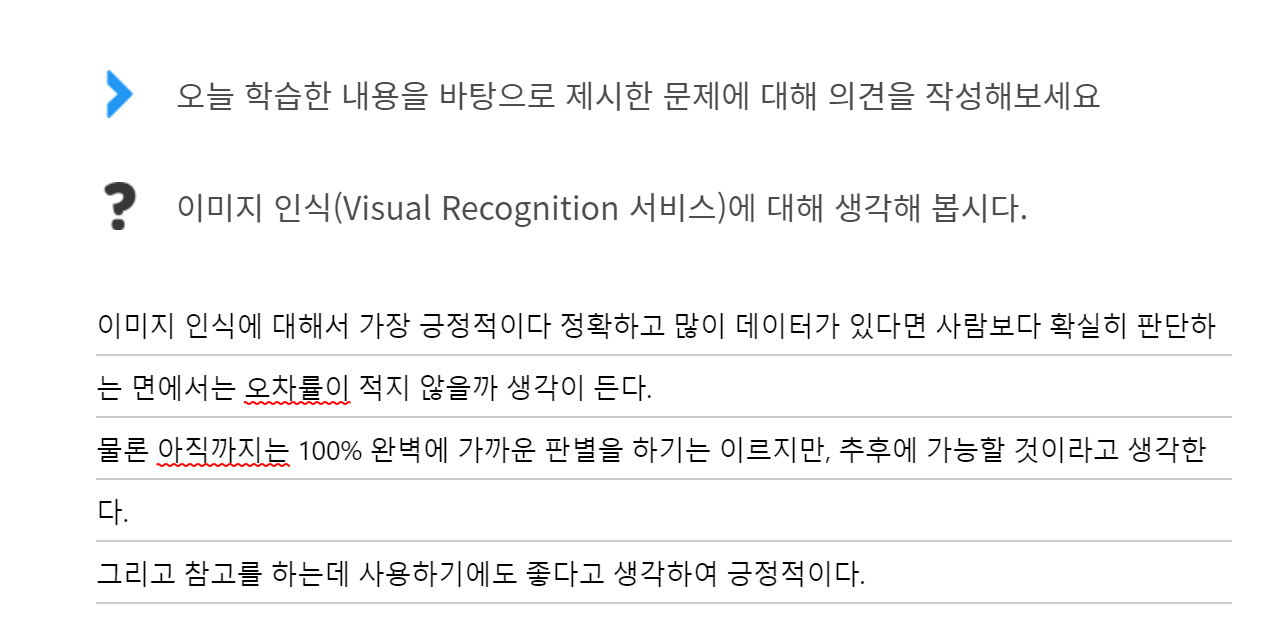 오늘 학습한 내용을 바탕으로 제시한 문제에 대해 의견을 작성해보세요
이미지 인식(Visual Recognition 서비스)에 대해 생각해 봅시다.
이미지 인식에 대해서 가장 긍정적이다 정확하고 많이 데이터가 있다면 사람보다 확실히 판단하
는 면에서는 오차률이 적지 않을까 생각이 든다.
물론 아직까지는 100% 완벽에 가까운 판별을 하기는 이르지만, 추후에 가능할 것이라고 생각한
다.
그리고 참고를 하는데 사용하기에도 좋다고 생각하여 긍정적이다.